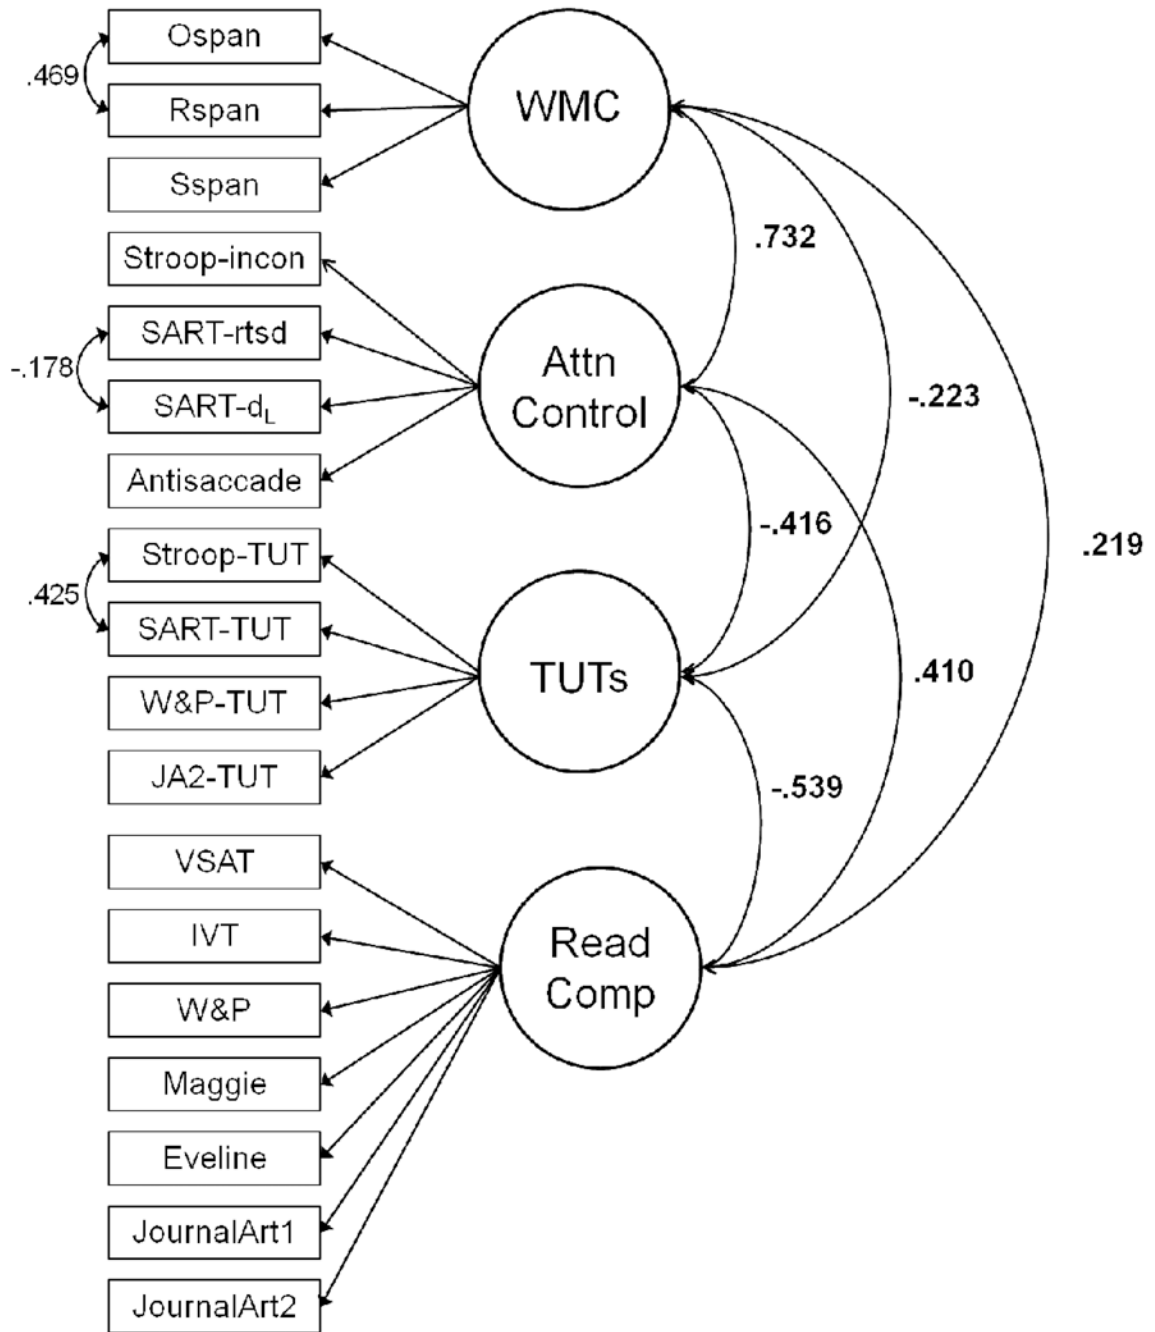 Ospan
.469
Rspan
Sspan
WMC
Stroop-incon
.732
SART-rtsd
-.178
SART-dL
Attn
Control
-.223
Antisaccade
Stroop-TUT
-.416
.219
.425
SART-TUT
W&P-TUT
TUTs
.410
JA2-TUT
-.539
VSAT
IVT
Read
Comp
W&P
Maggie
Eveline
JournalArt1
JournalArt2